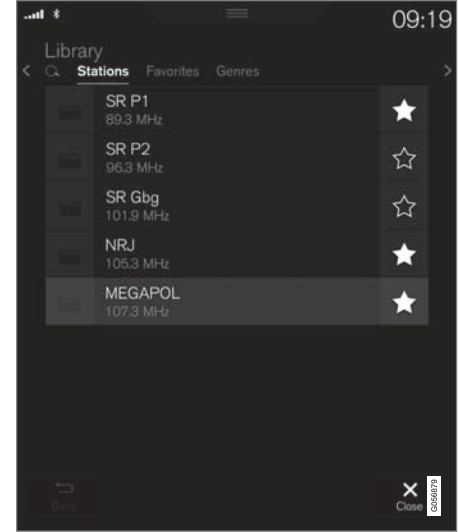 09:19
Library
Stations Favorites Genres
SR P1
89.3 MHz
SR P2
96.3 MHz
SR Gbg
101.9 MHz
NRJ
105.3 MHz
MEGAPOL
107.3 MHz
Close
G056879